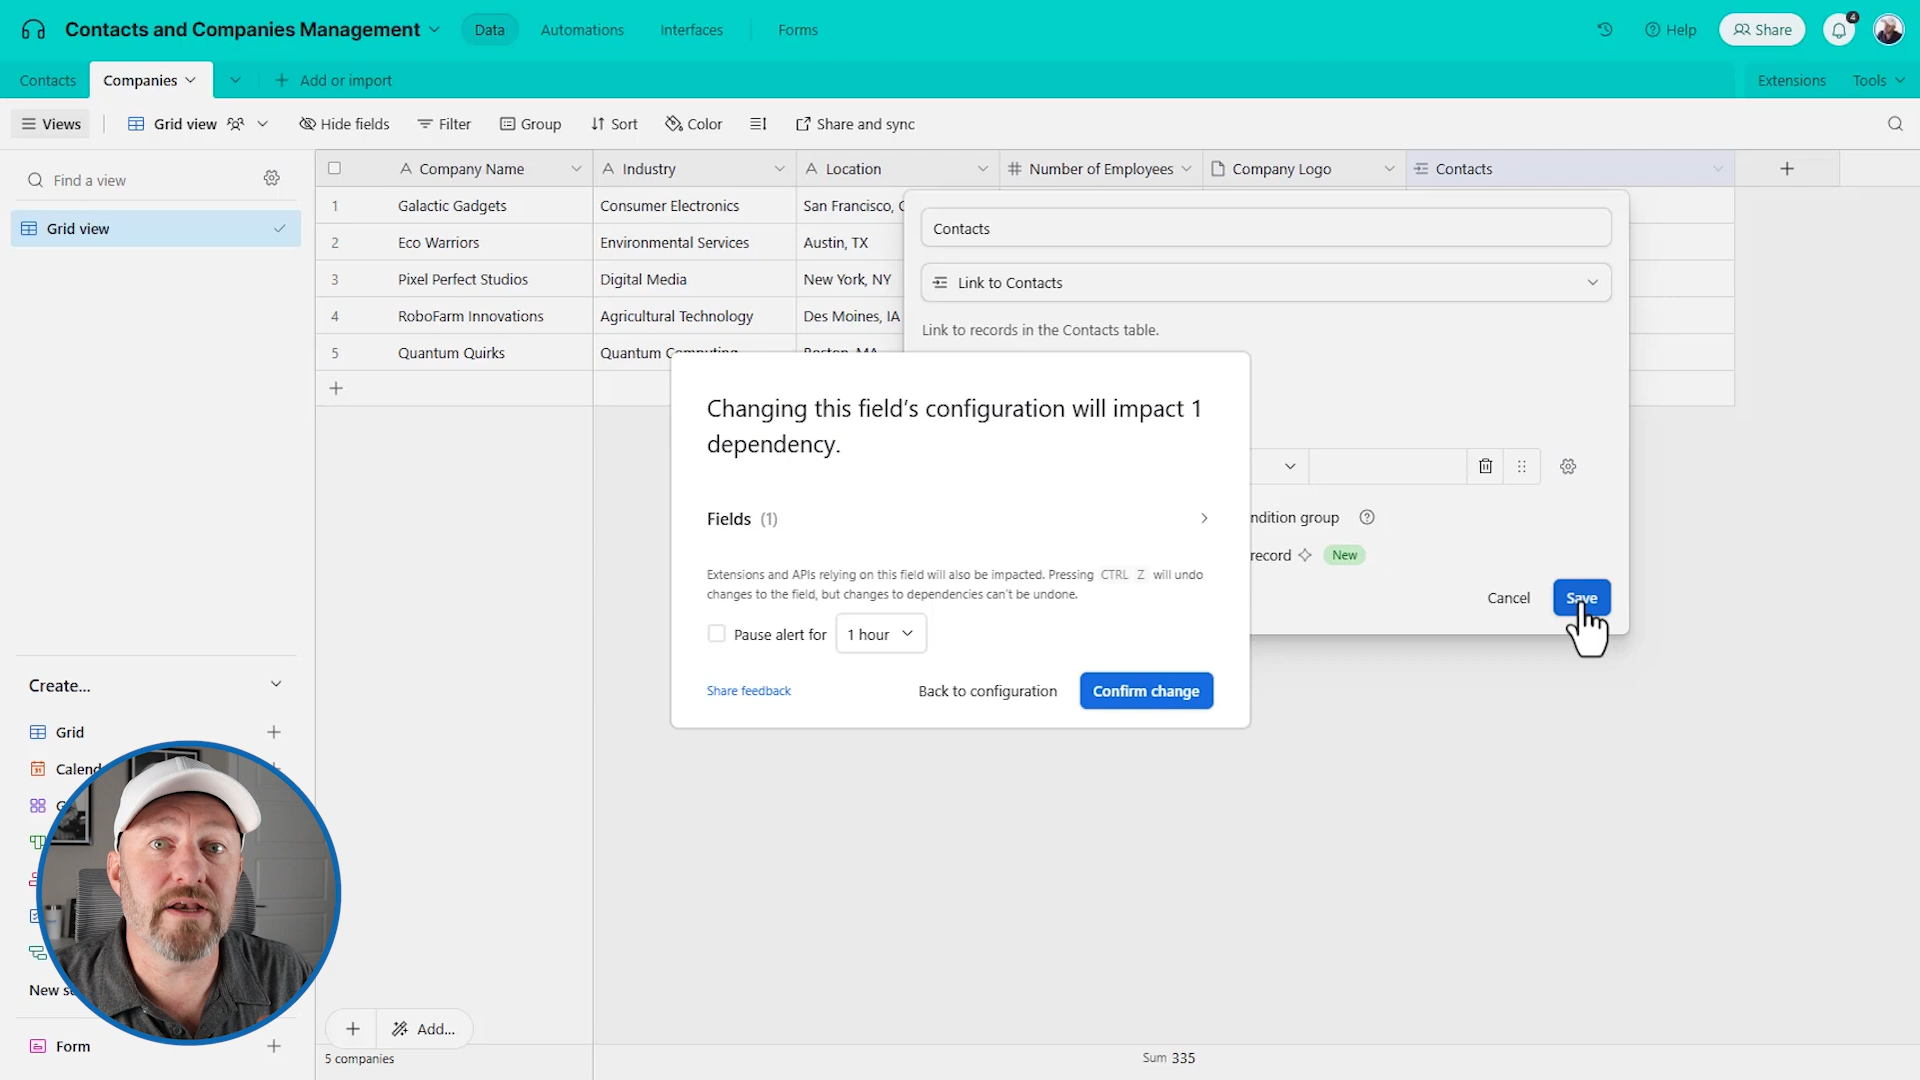 Contacts and Companies Management
Data
Automations
Interfaces
Forms
Help
Share
4
Contacts
Companies
Add or import
Extensions
Tools
Views
Grid view
Hide fields
Filter
Group
Sort
Color
Share and sync
Find a view
Grid view
Company Name
Industry
Location
Number of Employees
Company Logo
Contacts
1 Galactic Gadgets Consumer Electronics San Francisco, C
2 Eco Warriors Environmental Services Austin, TX
3 Pixel Perfect Studios Digital Media New York, NY
4 RoboFarm Innovations Agricultural Technology Des Moines, IA
5 Quantum Quirks Quantum Computing Boston, MA
Contacts
Link to Contacts
Link to records in the Contacts table.
ndition group
record New
Cancel
Save
Changing this field's configuration will impact 1
dependency.
Fields (1)
Extensions and APIs relying on this field will also be impacted. Pressing CTRL Z will undo
changes to the field, but changes to dependencies can't be undone.
Pause alert for 1 hour
Share feedback
Back to configuration
Confirm change
Create...
Grid
Calend
G
New s
Form
Add...
5 companies
Sum 335